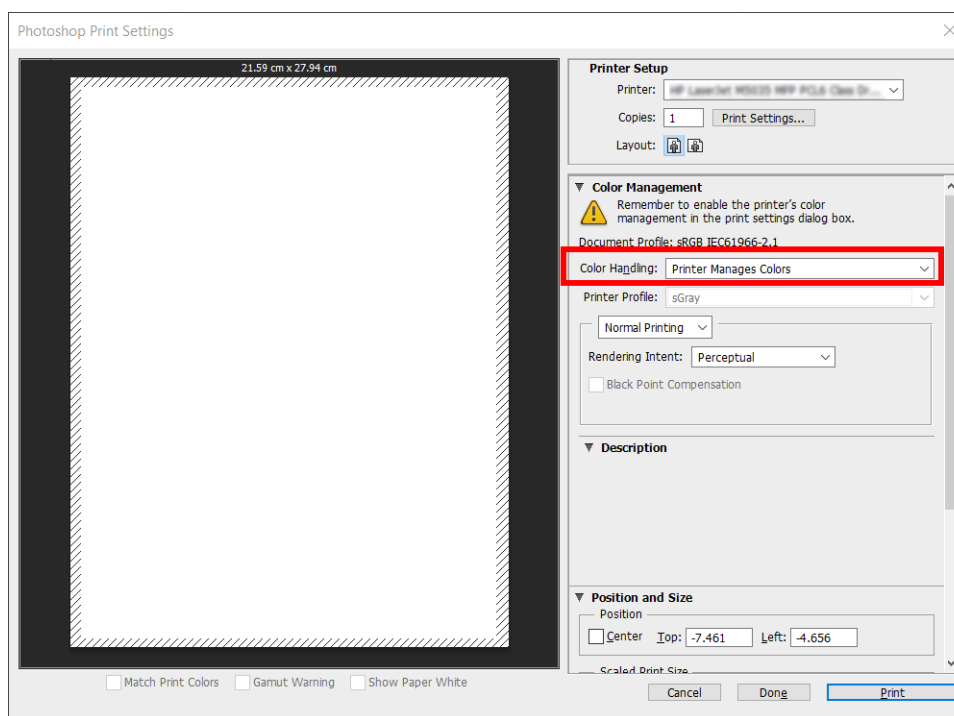 Photoshop Print Settings
21.59 cm x 27.94 cm
Printer Setup
Printer:
Copies: 1 Print Settings...
Layout:
Color Management
Remember to enable the printer's color
management in the print settings dialog box.
Document Profile: sRGB IEC61966-2.1
Color Handling: Printer Manages Colors
Printer Profile: sGray
Normal Printing
Rendering Intent: Perceptual
Black Point Compensation
Description
Position and Size
Position
Center Top: -7.461 Left: -4.656
Scaled Print Size
Match Print Colors Gamut Warning Show Paper White
Cancel Done Print